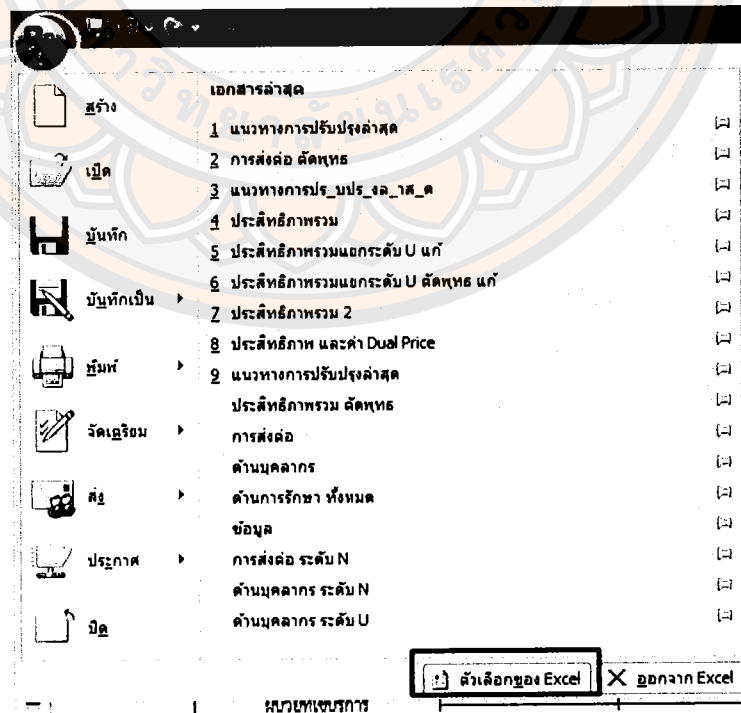 สร้าง
เปิด
บันทึก
บันทึกเป็น
พิมพ์
จัดเตรียม
ส่ง
ประกาศ
ปิด
เอกสารล่าสุด
1 แนวทางการปรับปรุงล่าสุด
2 การส่งต่อ ตัดพุทธ
3 แนวทางการปร_บปร_งล_าส_ด
4 ประสิทธิภาพรวม
5 ประสิทธิภาพรวมแยกระดับ U แก้
6 ประสิทธิภาพรวมแยกระดับ U ตัดพุทธ แก้
7 ประสิทธิภาพรวม 2
8 ประสิทธิภาพ และค่า Dual Price
9 แนวทางการปรับปรุงล่าสุด
ประสิทธิภาพรวม ตัดพุทธ
การส่งต่อ
ด้านบุคลากร
ด้านการรักษา ทั้งหมด
ข้อมูล
การส่งต่อ ระดับ N
ด้านบุคลากร ระดับ N
ด้านบุคลากร ระดับ U
ตัวเลือกของ Excel
ออกจาก Excel
1